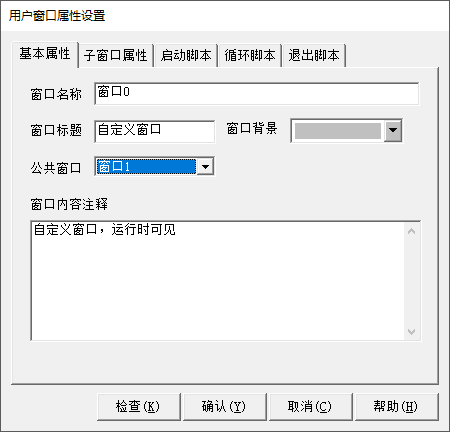 用户窗口属性设置
基本属性 子窗口属性 启动脚本 循环脚本 退出脚本
窗口名称 窗口0
窗口标题 自定义窗口 窗口背景
公共窗口 窗口1
窗口内容注释
自定义窗口，运行时可见
检查(K) 确认(Y) 取消(C) 帮助(H)